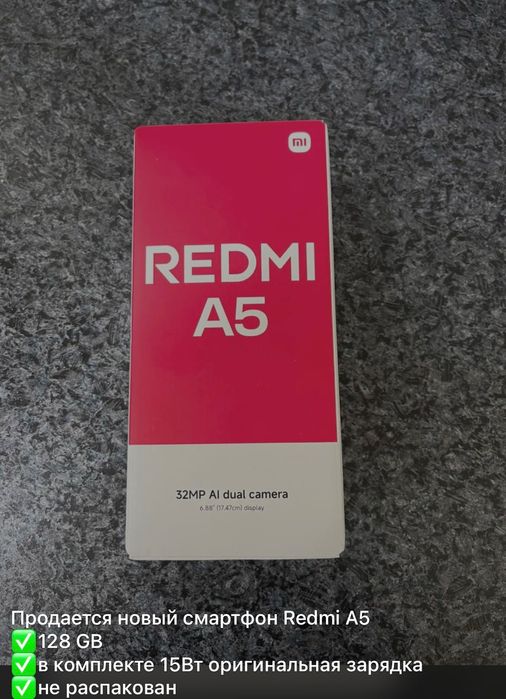 mi
REDMI
A5
32MP AI dual camera
6.88" (17.47cm) display
Продается новый смартфон Redmi A5
✅128 GB
✅в комплекте 15Вт оригинальная зарядка
✅не распакован